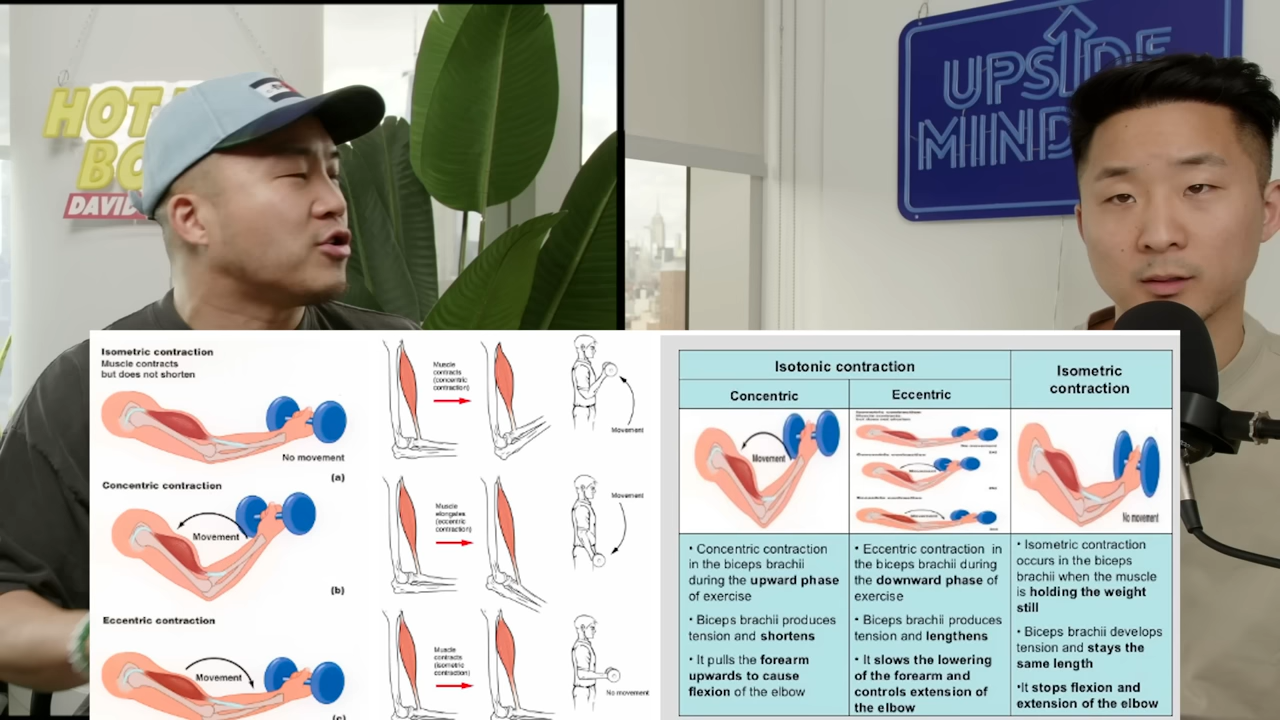 HOT
BO
DAVID
UPSIDE
MIND
Isometric contraction
Muscle contracts
but does not shorten
No movement
(a)
Concentric contraction
Movement
(b)
Eccentric contraction
Movement
(c)
Muscle
contracts
(concentric
contraction)
Movement
Muscle
elongates
(eccentric
contraction)
Movement
Muscle
contracts
(isometric
contraction)
No movement
Isotonic contraction
Isometric
contraction
Concentric
Eccentric
Movement
No movement
• Concentric contraction
in the biceps brachii
during the upward phase
of exercise
• Biceps brachii produces
tension and shortens
• It pulls the forearm
upwards to cause
flexion of the elbow
• Eccentric contraction in
the biceps brachii during
the downward phase of
exercise
• Biceps brachii produces
tension and lengthens
• It slows the lowering
of the forearm and
controls extension of
the elbow
• Isometric contraction
occurs in the biceps
brachii when the muscle
is holding the weight
still
• Biceps brachii develops
tension and stays the
same length
•It stops flexion and
extension of the elbow